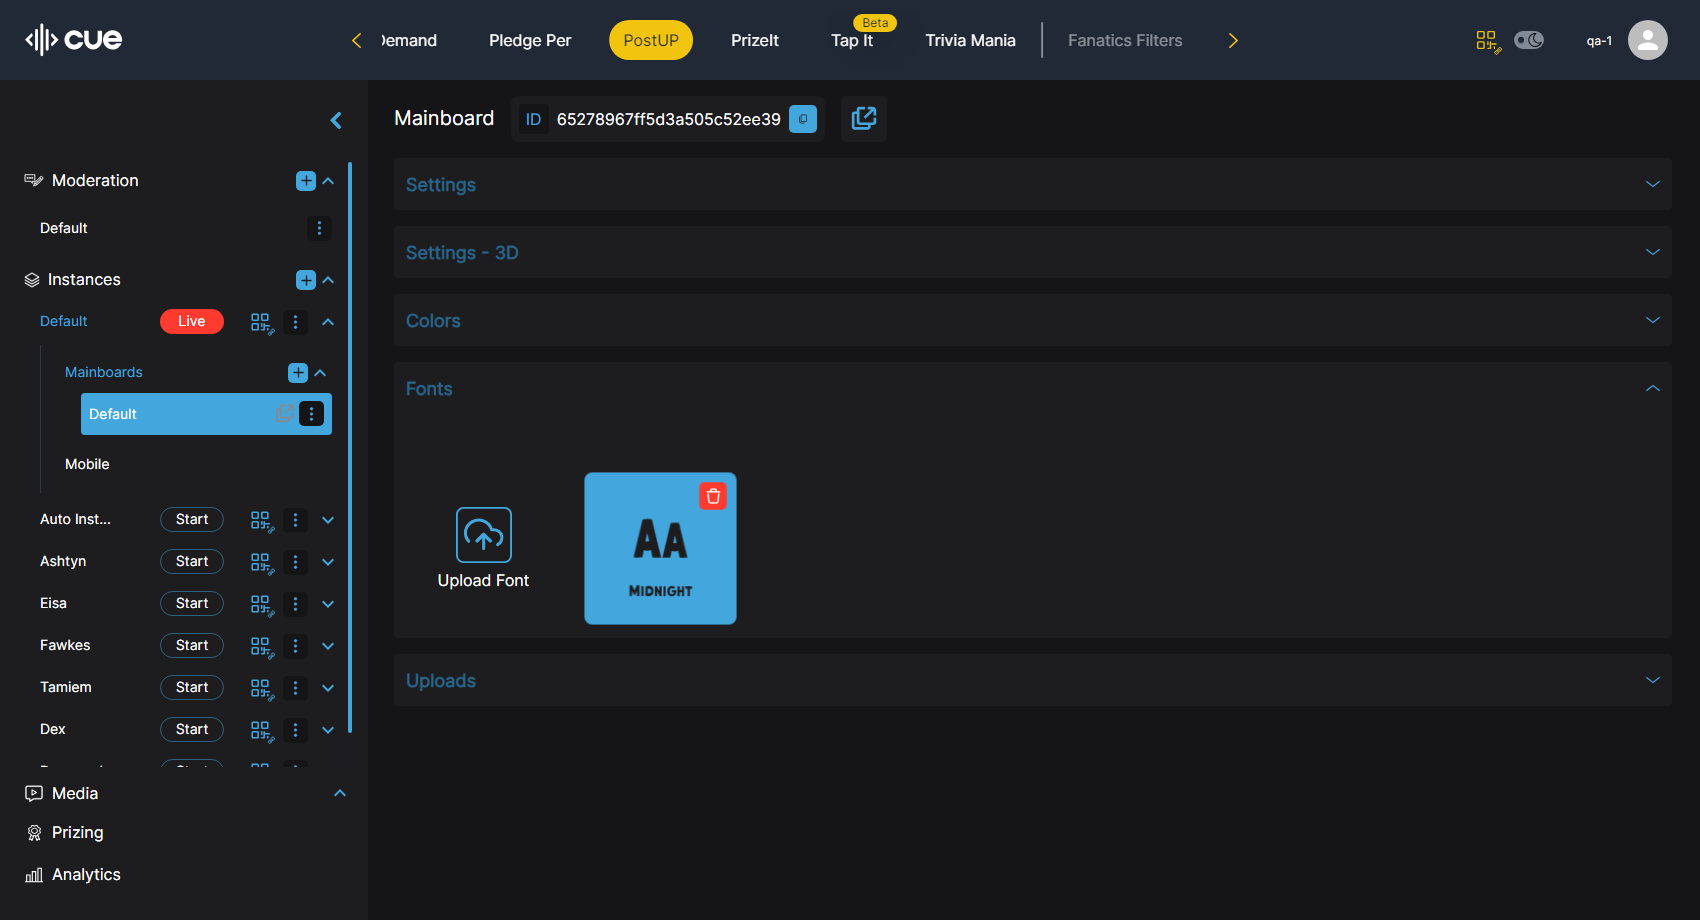 cue
Demand
Pledge Per
PostUP
PrizeIt
Beta
Tap It
Trivia Mania
Fanatics Filters
qa-1
Moderation
Default
Instances
Default
Live
Mainboards
Default
Mobile
Auto Inst...
Start
Ashtyn
Start
Eisa
Start
Fawkes
Start
Tamiem
Start
Dex
Start
Media
Prizing
Analytics
Mainboard
ID
65278967ff5d3a505c52ee39
Settings
Settings - 3D
Colors
Fonts
Upload Font
AA
MIDNIGHT
Uploads